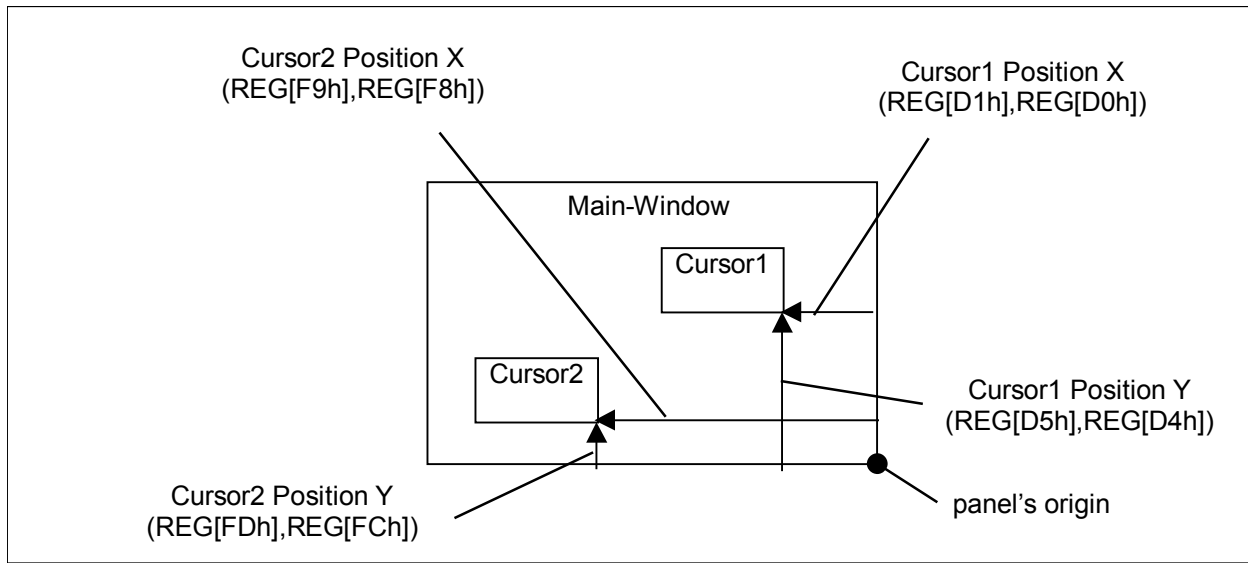 Cursor2 Position X
(REG[F9h],REG[F8h])
Cursor1 Position X
(REG[D1h],REG[D0h])
Main-Window
Cursor1
Cursor2
Cursor1 Position Y
(REG[D5h],REG[D4h])
Cursor2 Position Y
(REG[FDh],REG[FCh])
panel's origin